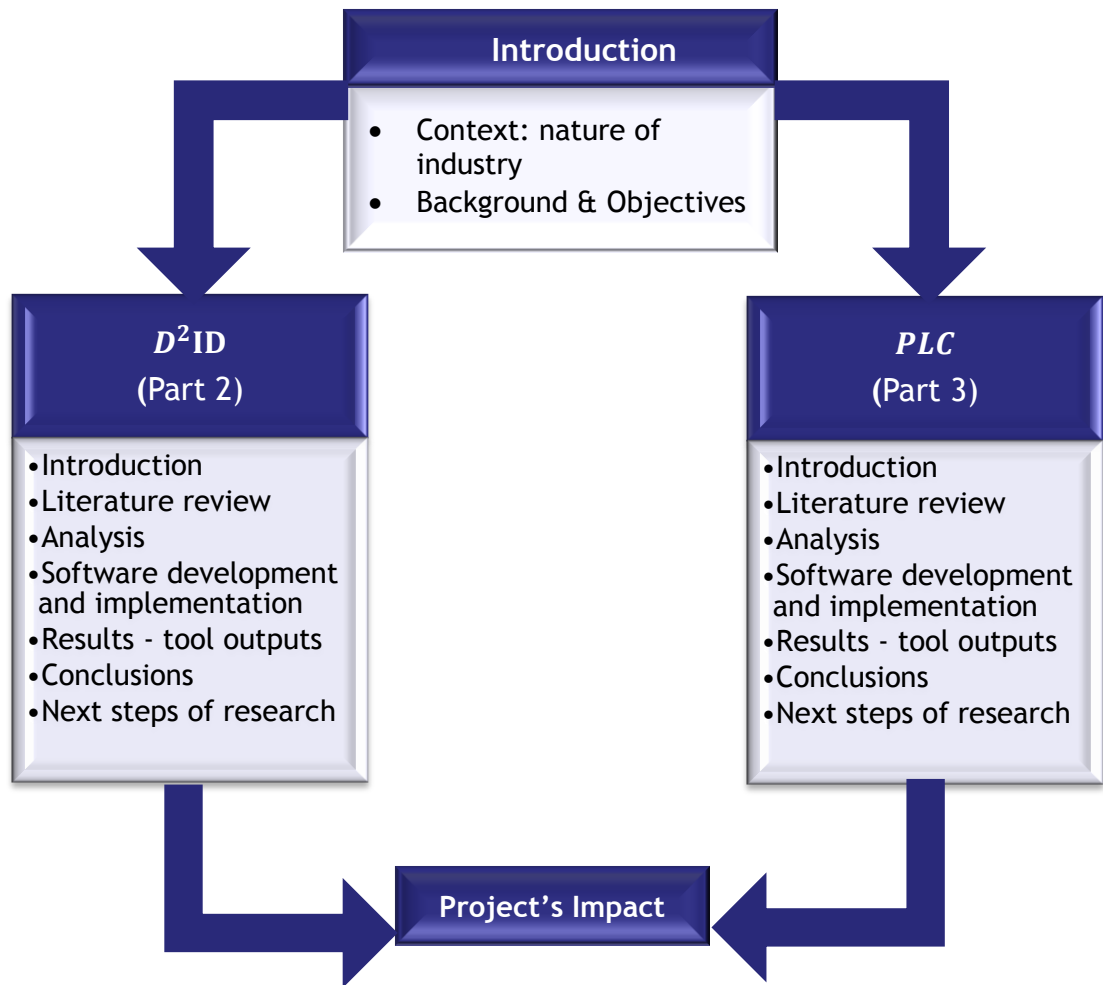 Introduction
• Context: nature of
industry
• Background & Objectives
D²ID
(Part 2)
•Introduction
•Literature review
•Analysis
•Software development
and implementation
•Results - tool outputs
•Conclusions
•Next steps of research
PLC
(Part 3)
•Introduction
•Literature review
•Analysis
•Software development
and implementation
•Results - tool outputs
•Conclusions
•Next steps of research
Project’s Impact